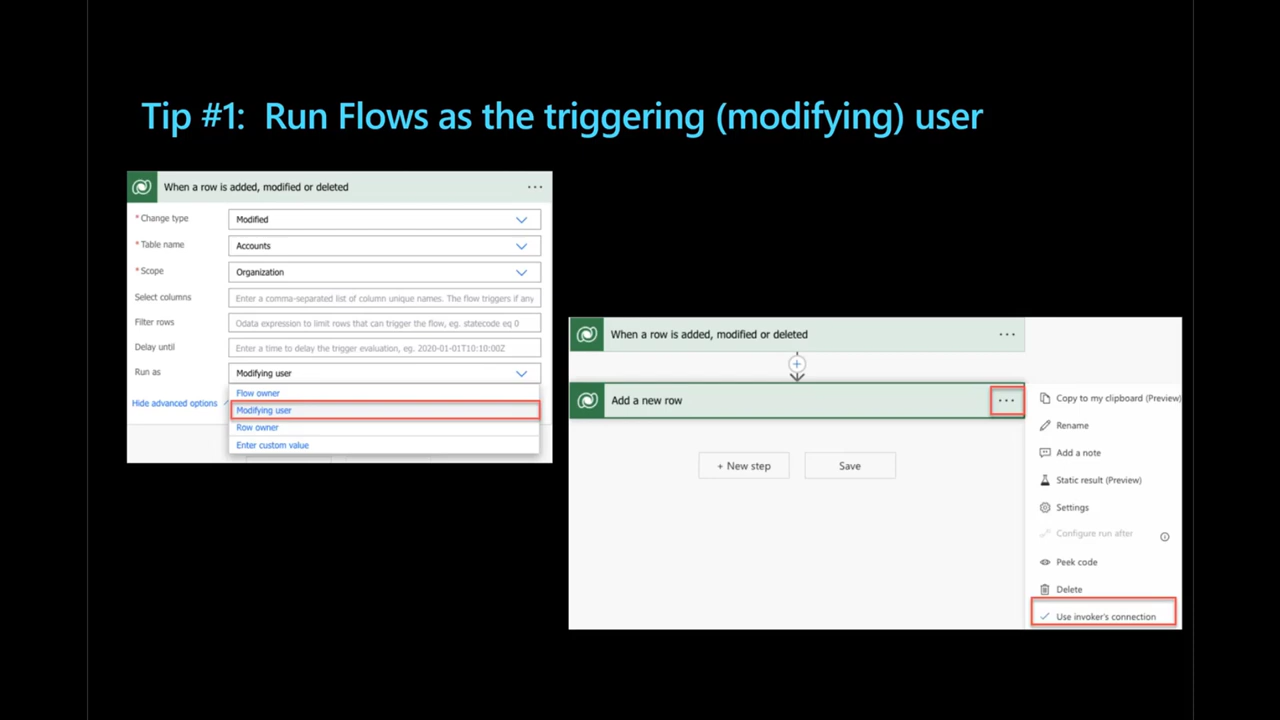 Tip #1:  Run Flows as the triggering (modifying) user
When a row is added, modified or deleted
* Change type
Modified
* Table name
Accounts
* Scope
Organization
Select columns
Enter a comma-separated list of column unique names. The flow triggers if any
Filter rows
Odata expression to limit rows that can trigger the flow, eg. statecode eq 0
Delay until
Enter a time to delay the trigger evaluation, eg. 2020-01-01T10:10:00Z
Run as
Modifying user
Flow owner
Hide advanced options
Modifying user
Row owner
Enter custom value
When a row is added, modified or deleted
Add a new row
+ New step
Save
Copy to my clipboard (Preview)
Rename
Add a note
Static result (Preview)
Settings
Configure run after
Peek code
Delete
Use invoker's connection